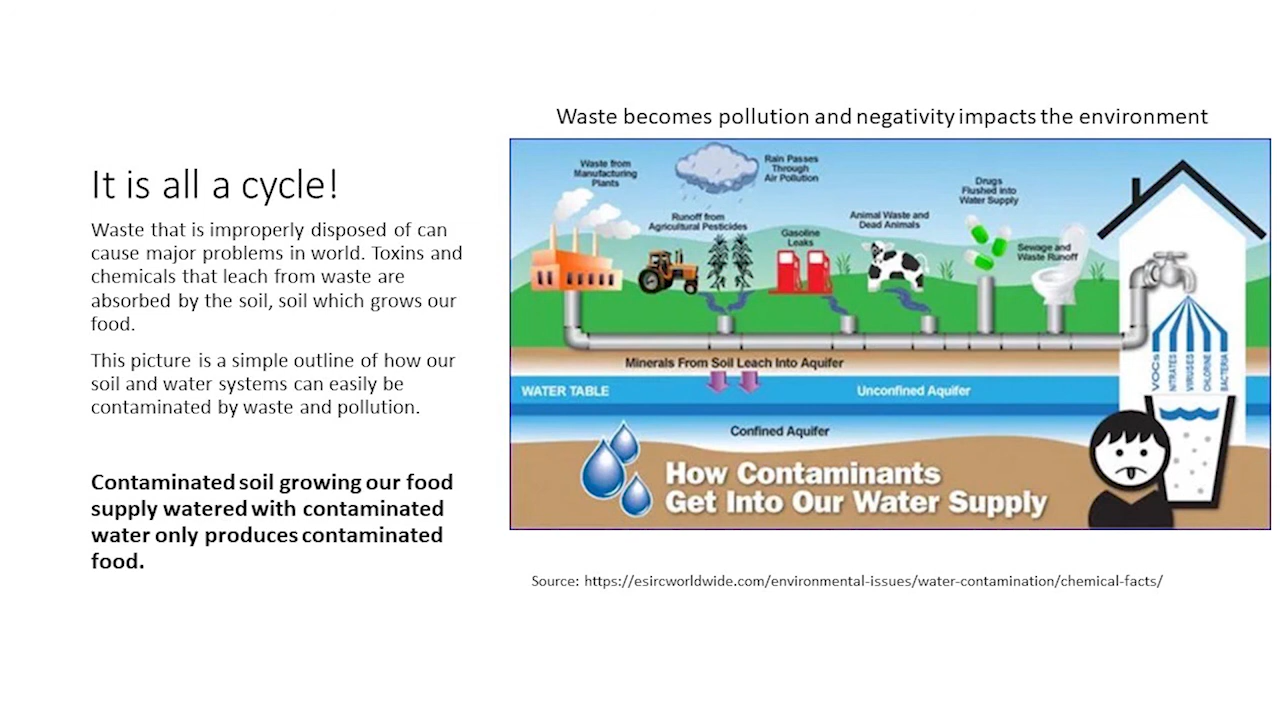 Waste becomes pollution and negativity impacts the environment
It is all a cycle!
Waste that is improperly disposed of can
cause major problems in world. Toxins and
chemicals that leach from waste are
absorbed by the soil, soil which grows our
food.
This picture is a simple outline of how our
soil and water systems can easily be
contaminated by waste and pollution.
Contaminated soil growing our food
supply watered with contaminated
water only produces contaminated
food.
Waste from
Manufacturing
Plants
Rain Passes
Through
Air Pollution
Runoff from
Agricultural Pesticides
Gasoline
Leaks
Animal Waste and
Dead Animals
Drugs
Flushed into
Water Supply
Sewage and
Waste Runoff
VOCs
NITRATES
VIRUSES
CHLORINE
BACTERIA
Minerals From Soil Leach Into Aquifer
WATER TABLE
Unconfined Aquifer
Confined Aquifer
How Contaminants
Get Into Our Water Supply
Source: https://esircworldwide.com/environmental-issues/water-contamination/chemical-facts/